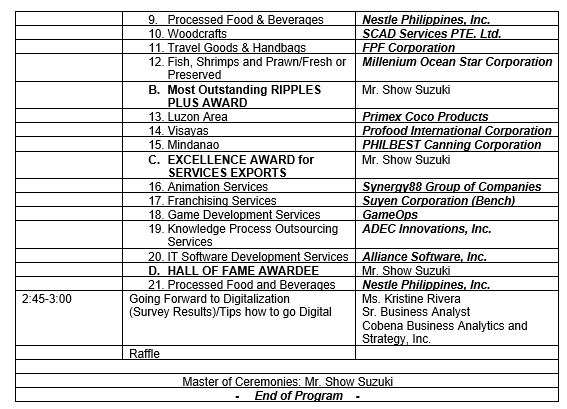 9. Processed Food & Beverages Nestle Philippines, Inc.
10. Woodcrafts SCAD Services PTE. Ltd.
11. Travel Goods & Handbags FPF Corporation
12. Fish, Shrimps and Prawn/Fresh or Millenium Ocean Star Corporation
Preserved
B. Most Outstanding RIPPLES Mr. Show Suzuki
PLUS AWARD
13. Luzon Area Primex Coco Products
14. Visayas Profood International Corporation
15. Mindanao PHILBEST Canning Corporation
C. EXCELLENCE AWARD for Mr. Show Suzuki
SERVICES EXPORTS
16. Animation Services Synergy88 Group of Companies
17. Franchising Services Suyen Corporation (Bench)
18. Game Development Services GameOps
19. Knowledge Process Outsourcing ADEC Innovations, Inc.
Services
20. IT Software Development Services Alliance Software, Inc.
D. HALL OF FAME AWARDEE Mr. Show Suzuki
21. Processed Food and Beverages Nestle Philippines, Inc.
2:45-3:00 Going Forward to Digitalization Ms. Kristine Rivera
(Survey Results)/Tips how to go Digital Sr. Business Analyst
Cobena Business Analytics and
Strategy, Inc.
Raffle
Master of Ceremonies: Mr. Show Suzuki
- End of Program -